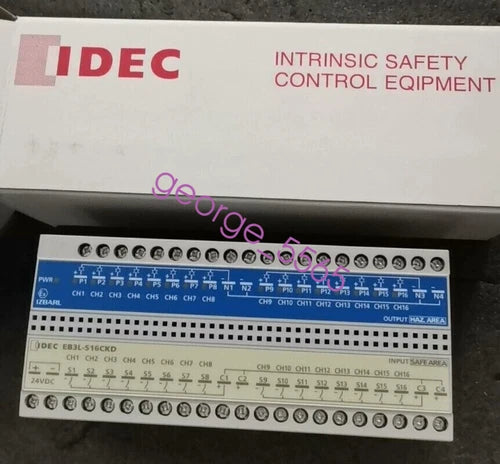 IDEC
INTRINSIC SAFETY
CONTROL EQIPMENT
george_5565
P1 P2 P3 P4 P5 P6 P7 P8 N1 N2 P9 P10 P11 P12 P13 P14 P15 P16 N3 N4
PWR
CH1 CH2 CH3 CH4 CH5 CH6 CH7 CH8 CH9 CH10 CH11 CH12 CH13 CH14 CH15 CH16
IZBARL
OUTPUT HAZ.AREA
IDEC EB3L-S16CKD
INPUT SAFE AREA
CH1 CH2 CH3 CH4 CH5 CH6 CH7 CH8 CH9 CH10 CH11 CH12 CH13 CH14 CH15 CH16
+ - S1 S2 S3 S4 S5 S6 S7 S8 C2 S9 S10 S11 S12 S13 S14 S15 S16 C3 C4
24VDC